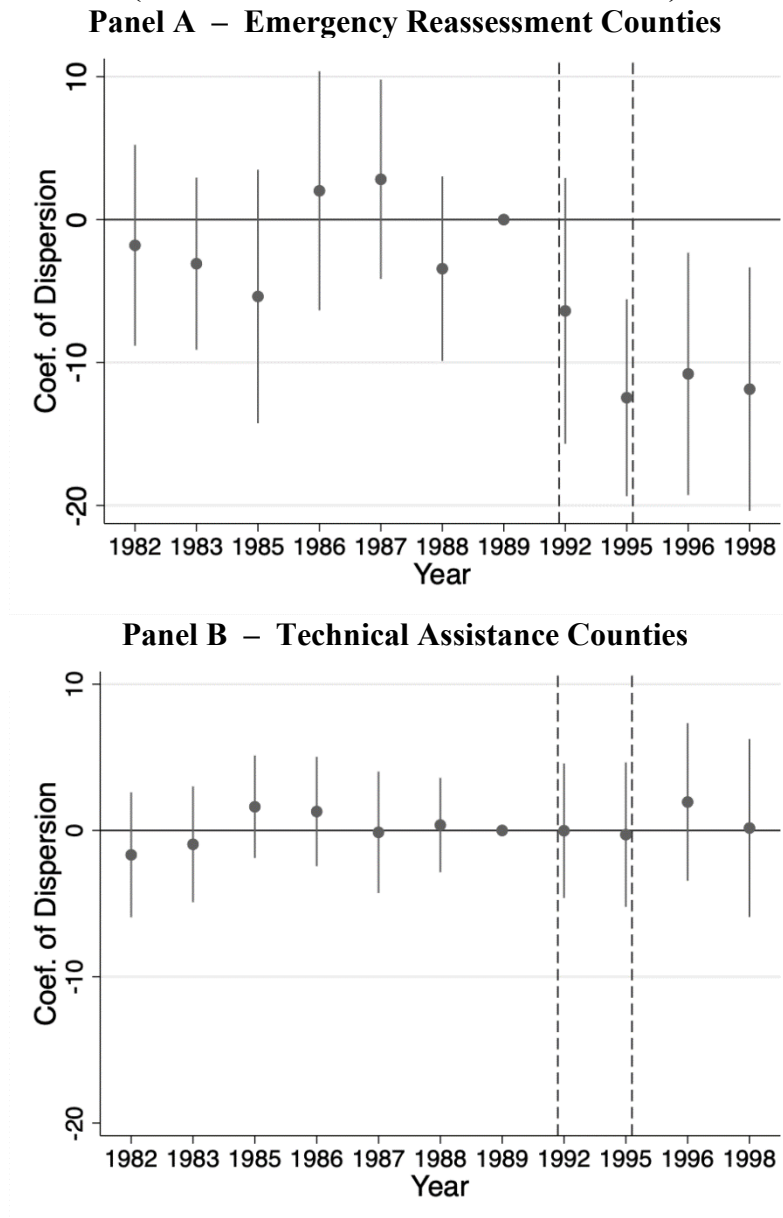 Panel A – Emergency Reassessment Counties
10
0
-10
-20
Coef. of Dispersion
1982 1983 1985 1986 1987 1988 1989 1992 1995 1996 1998
Year
Panel B – Technical Assistance Counties
10
0
-10
-20
Coef. of Dispersion
1982 1983 1985 1986 1987 1988 1989 1992 1995 1996 1998
Year